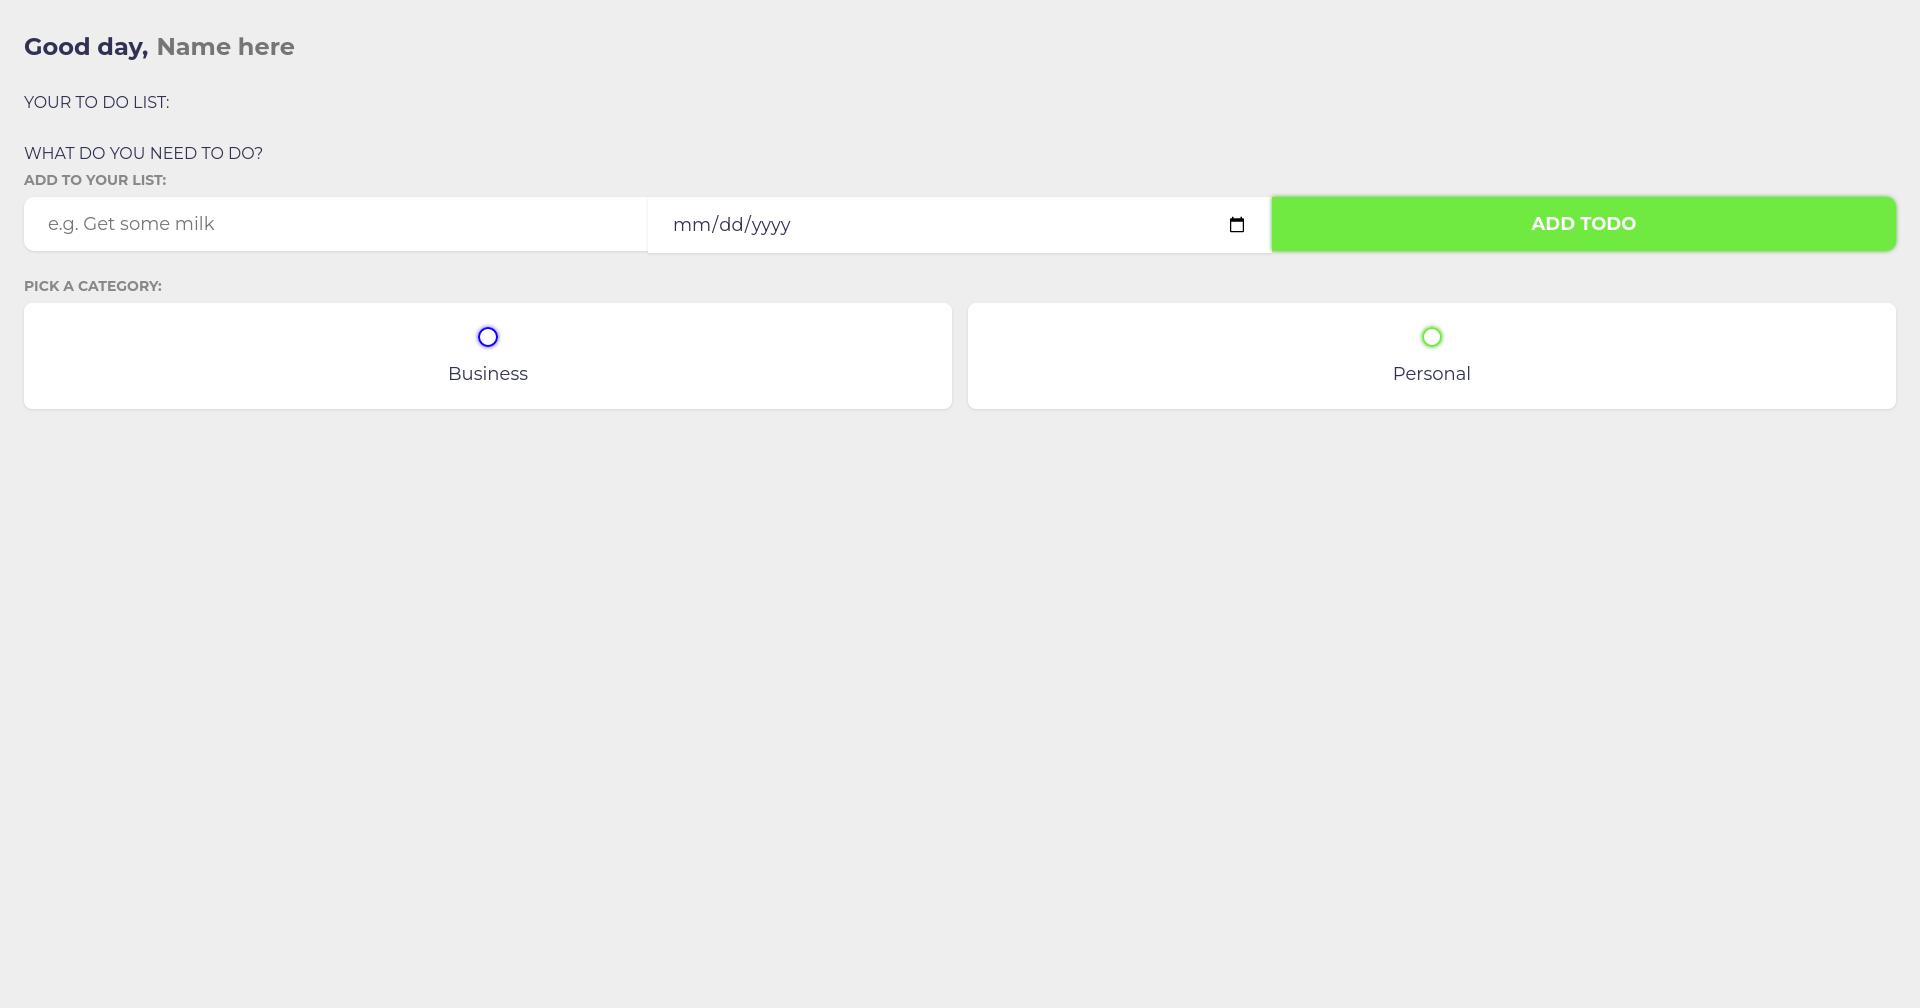 Good day, Name here
YOUR TO DO LIST:
WHAT DO YOU NEED TO DO?
ADD TO YOUR LIST:
e.g. Get some milk mm/dd/yyyy ADD TODO
PICK A CATEGORY:
Business Personal